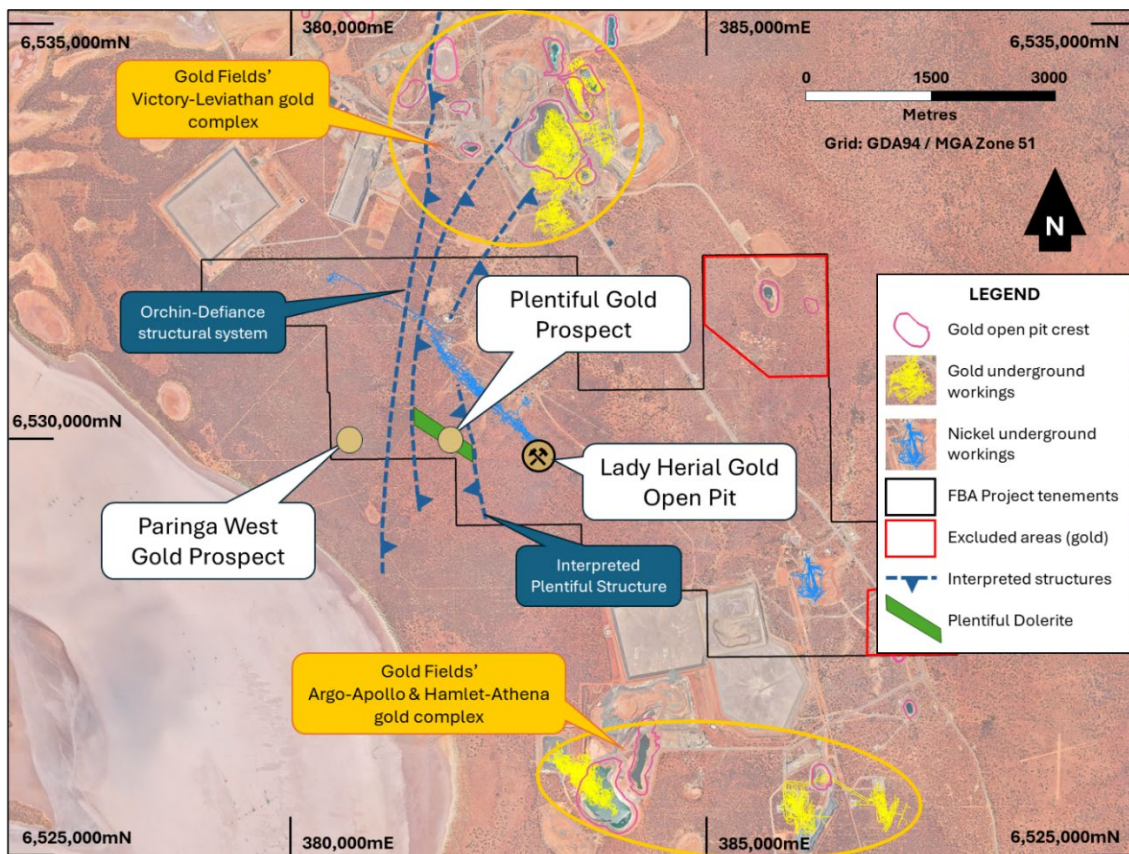 380,000mE
385,000mE
6,535,000mN
6,535,000mN
Gold Fields'
Victory-Leviathan gold
complex
0
1500
3000
Metres
Grid: GDA94 / MGA Zone 51
N
Orchin-Defiance
structural system
Plentiful Gold
Prospect
LEGEND
Gold open pit crest
Gold underground
workings
Nickel underground
workings
FBA Project tenements
Excluded areas (gold)
Interpreted structures
Plentiful Dolerite
6,530,000mN
Paringa West
Gold Prospect
Lady Herial Gold
Open Pit
Interpreted
Plentiful Structure
Gold Fields'
Argo-Apollo & Hamlet-Athena
gold complex
6,525,000mN
380,000mE
385,000mE
6,525,000mN